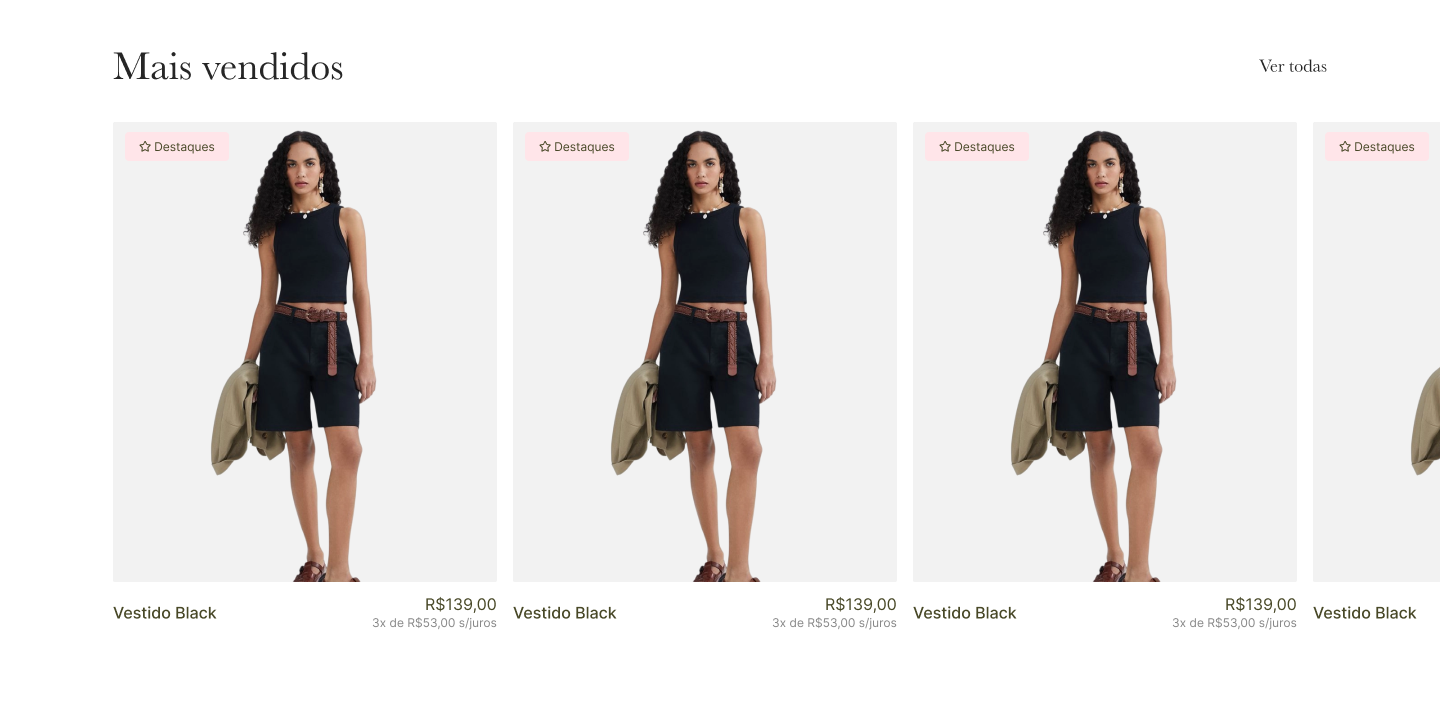 Mais vendidos
Ver todas
Destaques
Destaques
Destaques
Destaques
Vestido Black
R$139,00
3x de R$53,00 s/juros
Vestido Black
R$139,00
3x de R$53,00 s/juros
Vestido Black
R$139,00
3x de R$53,00 s/juros
Vestido Black